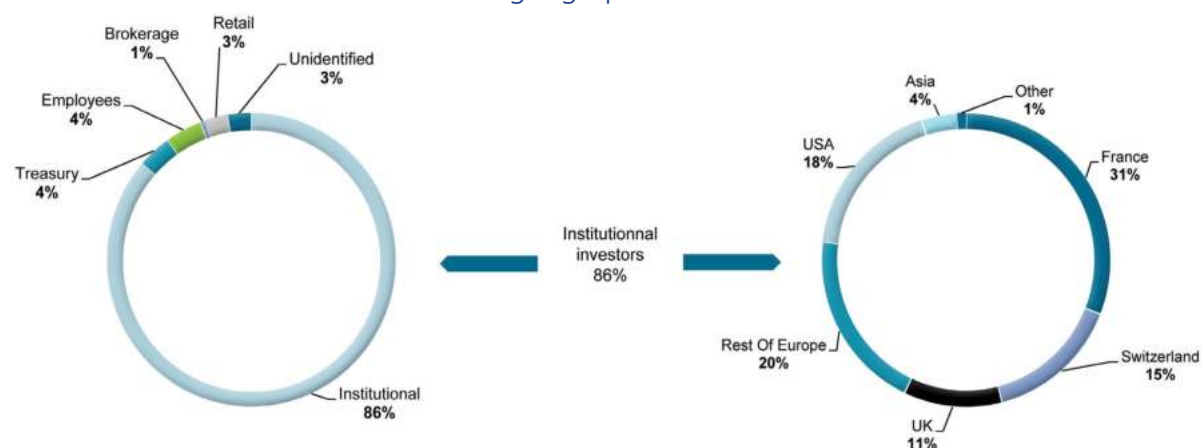 Brokerage
1%
Retail
3%
Unidentified
3%
Employees
4%
Treasury
4%
Institutional
86%
Institutionnal
investors
86%
Asia
4%
Other
1%
USA
18%
France
31%
Rest Of Europe
20%
Switzerland
15%
UK
11%